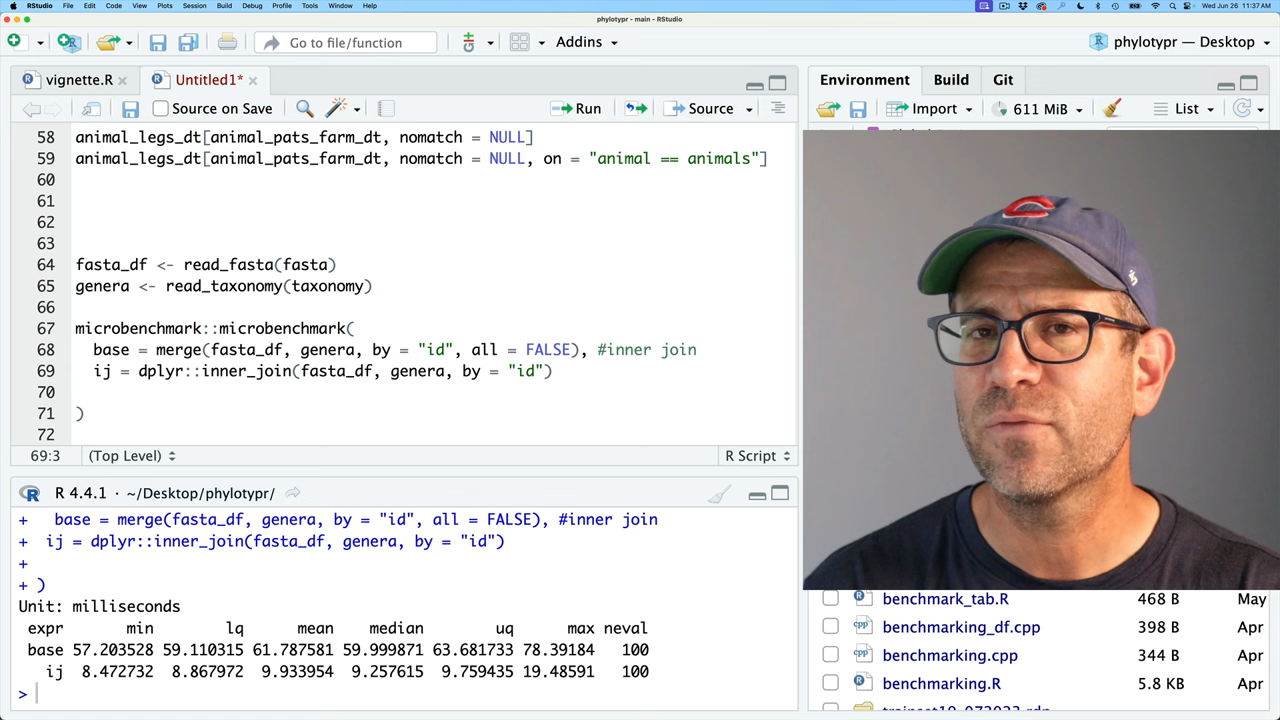 RStudio File Edit Code View Plots Session Build Debug Profile Tools Window Help Wed Jun 26 11:37 AM
phylotypr - main - RStudio
Go to file/function Addins phylotypr — Desktop
vignette.R Untitled1*
Source on Save Run Source
58 animal_legs_dt[animal_pats_farm_dt, nomatch = NULL]
59 animal_legs_dt[animal_pats_farm_dt, nomatch = NULL, on = "animal == animals"]
60
61
62
63
64 fasta_df <- read_fasta(fasta)
65 genera <- read_taxonomy(taxonomy)
66
67 microbenchmark::microbenchmark(
68 base = merge(fasta_df, genera, by = "id", all = FALSE), #inner join
69 ij = dplyr::inner_join(fasta_df, genera, by = "id")
70
71 )
72
69:3 (Top Level) R Script
R 4.4.1 · ~/Desktop/phylotypr/
+ base = merge(fasta_df, genera, by = "id", all = FALSE), #inner join
+ ij = dplyr::inner_join(fasta_df, genera, by = "id")
+
+ )
Unit: milliseconds
expr min lq mean median uq max neval
base 57.203528 59.110315 61.787581 59.999871 63.681733 78.39184 100
ij 8.472732 8.867972 9.933954 9.257615 9.759435 19.48591 100
>
Environment Build Git
Import 611 MiB List
benchmark_tab.R 468 B May
benchmarking_df.cpp 398 B Apr
benchmarking.cpp 344 B Apr
benchmarking.R 5.8 KB Apr